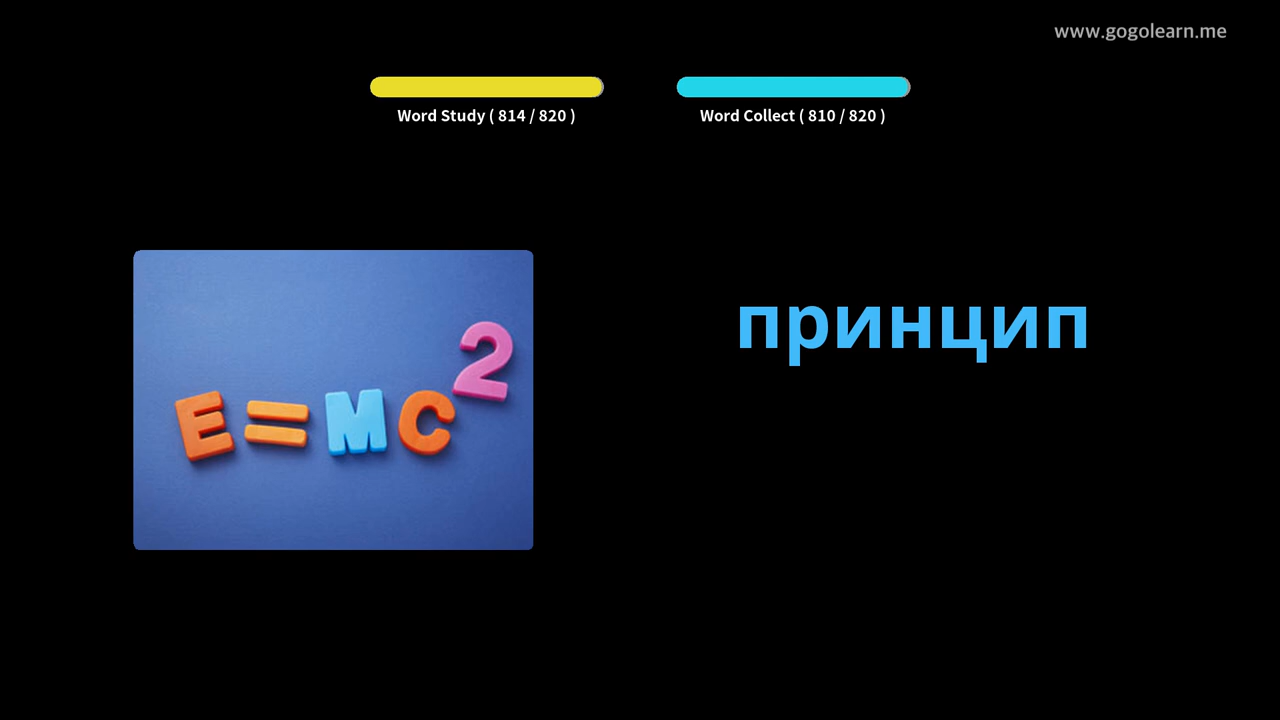 www.gogolearn.me
Word Study ( 814 / 820 )
Word Collect ( 810 / 820 )
принцип
E=MC²